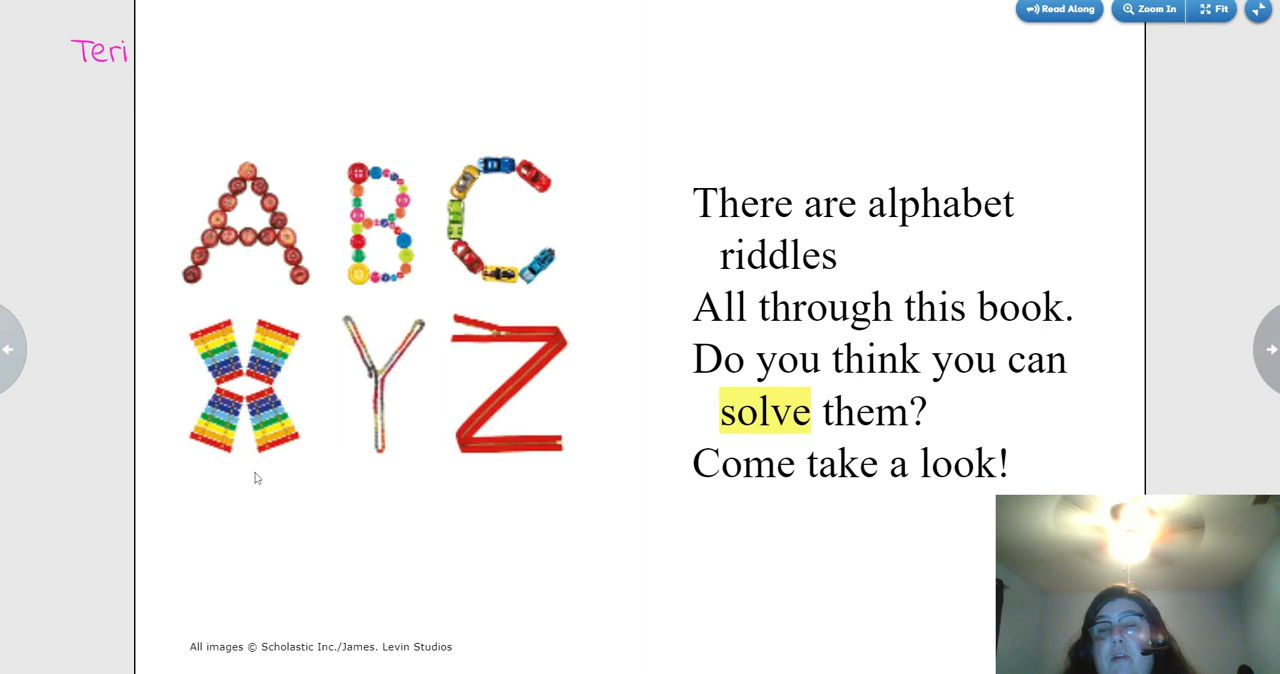 Read Along
Zoom In
Fit
Teri
A B C
X Y Z
There are alphabet
riddles
All through this book.
Do you think you can
solve them?
Come take a look!
All images © Scholastic Inc./James. Levin Studios